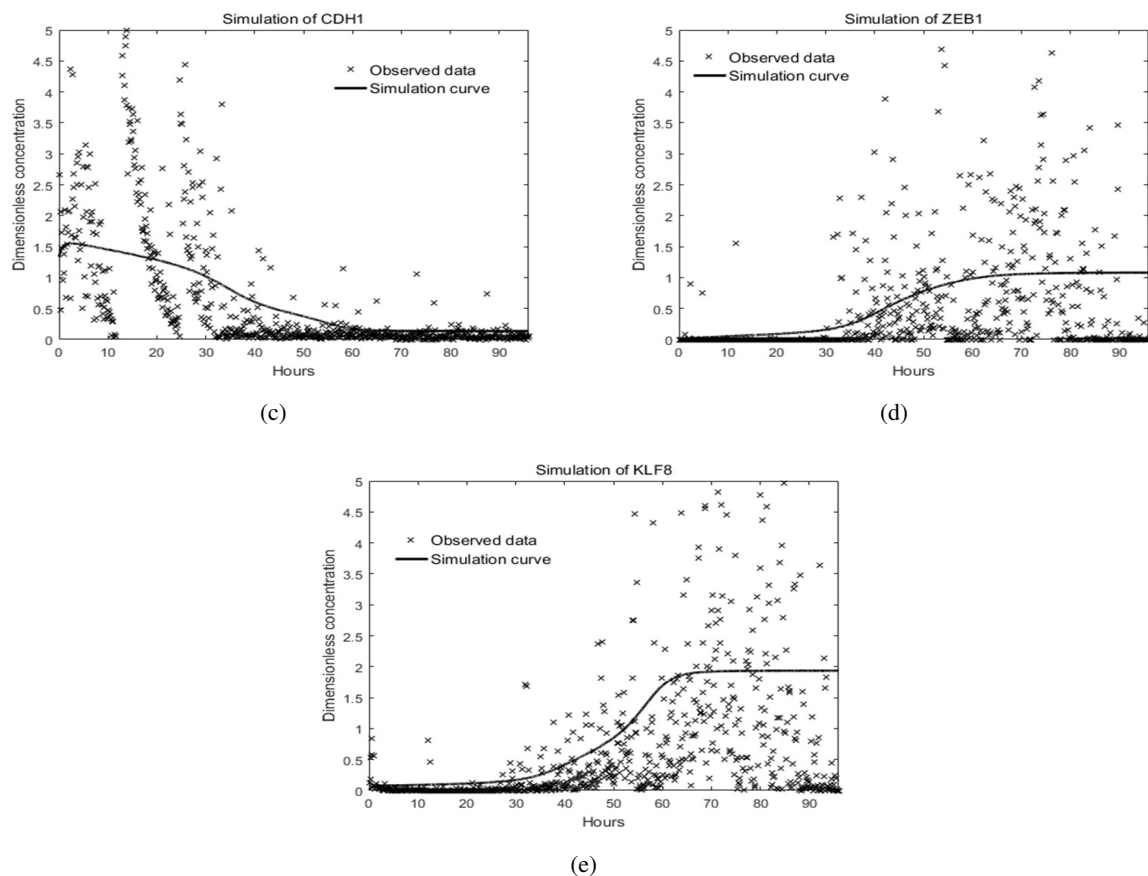 Simulation of CDH1
5
4.5
4
3.5
3
2.5
2
1.5
1
0.5
0
Dimensionless concentration
Observed data
Simulation curve
0 10 20 30 40 50 60 70 80 90
Hours
(c)
Simulation of ZEB1
5
4.5
4
3.5
3
2.5
2
1.5
1
0.5
0
Dimensionless concentration
Observed data
Simulation curve
0 10 20 30 40 50 60 70 80 90
Hours
(d)
Simulation of KLF8
5
4.5
4
3.5
3
2.5
2
1.5
1
0.5
0
Dimensionless concentration
Observed data
Simulation curve
0 10 20 30 40 50 60 70 80 90
Hours
(e)